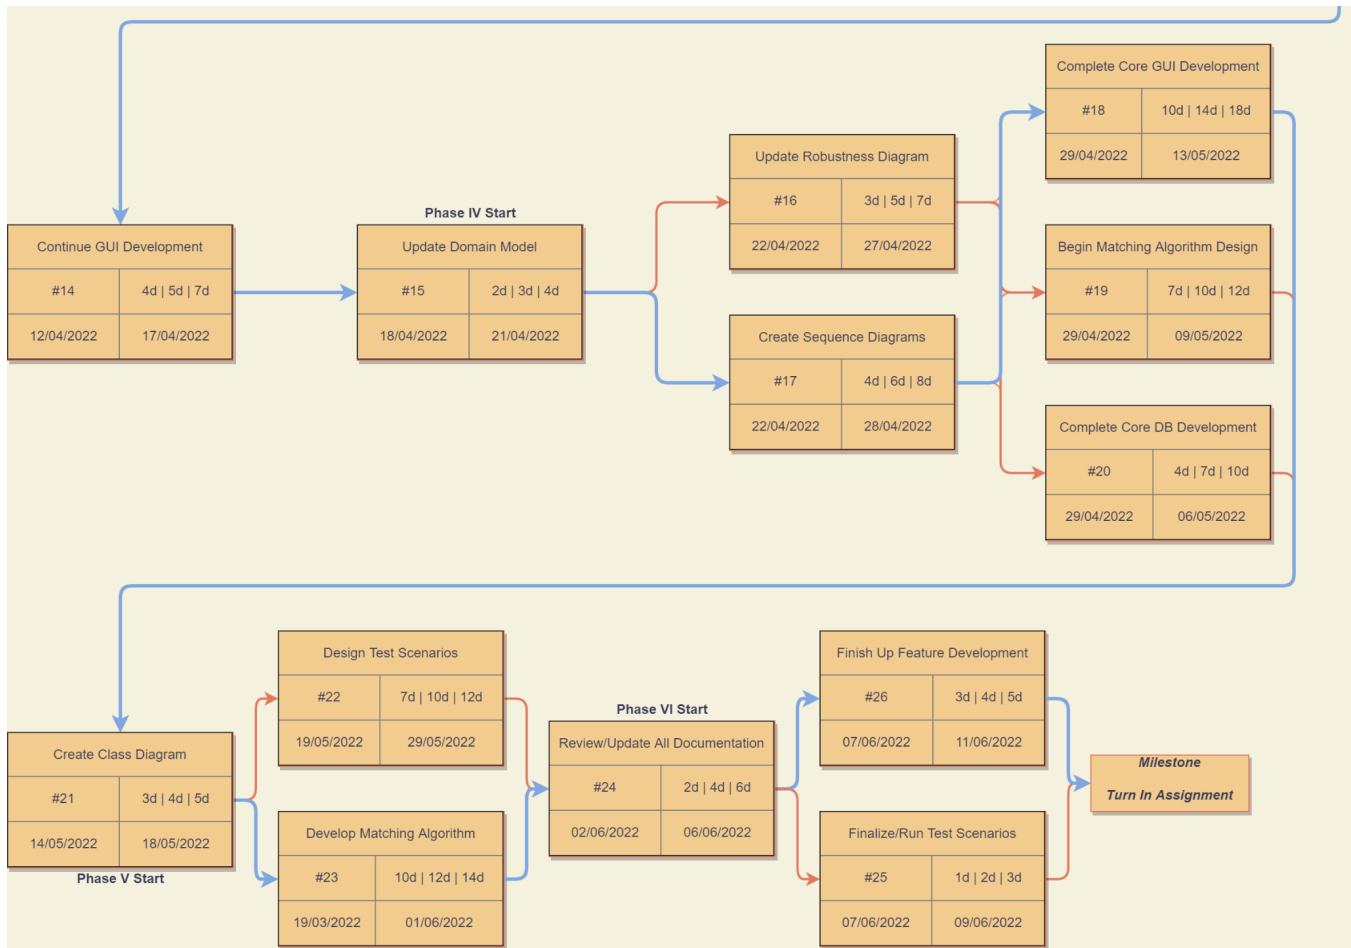 Complete Core GUI Development
#18
10d | 14d | 18d
29/04/2022
13/05/2022
Update Robustness Diagram
#16
3d | 5d | 7d
22/04/2022
27/04/2022
Phase IV Start
Continue GUI Development
#14
4d | 5d | 7d
12/04/2022
17/04/2022
Update Domain Model
#15
2d | 3d | 4d
18/04/2022
21/04/2022
Begin Matching Algorithm Design
#19
7d | 10d | 12d
29/04/2022
09/05/2022
Create Sequence Diagrams
#17
4d | 6d | 8d
22/04/2022
28/04/2022
Complete Core DB Development
#20
4d | 7d | 10d
29/04/2022
06/05/2022
Design Test Scenarios
#22
7d | 10d | 12d
19/05/2022
29/05/2022
Finish Up Feature Development
#26
3d | 4d | 5d
07/06/2022
11/06/2022
Phase VI Start
Review/Update All Documentation
#24
2d | 4d | 6d
02/06/2022
06/06/2022
Create Class Diagram
#21
3d | 4d | 5d
14/05/2022
18/05/2022
Phase V Start
Milestone
Turn In Assignment
Develop Matching Algorithm
#23
10d | 12d | 14d
19/03/2022
01/06/2022
Finalize/Run Test Scenarios
#25
1d | 2d | 3d
07/06/2022
09/06/2022